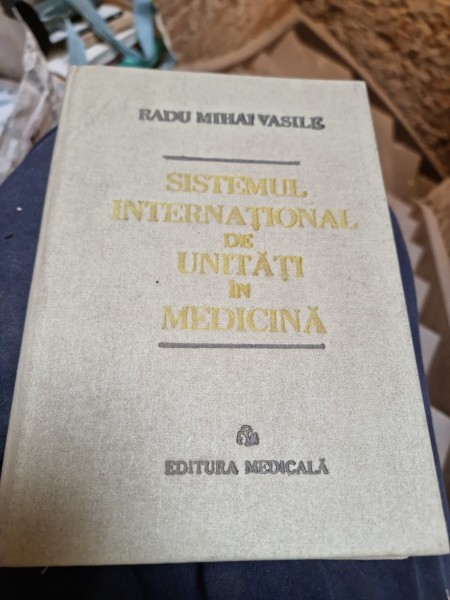 RADU MIHAI VASILE
SISTEMUL
INTERNAȚIONAL
DE
UNITĂȚI
ÎN
MEDICINĂ
EDITURA MEDICALĂ